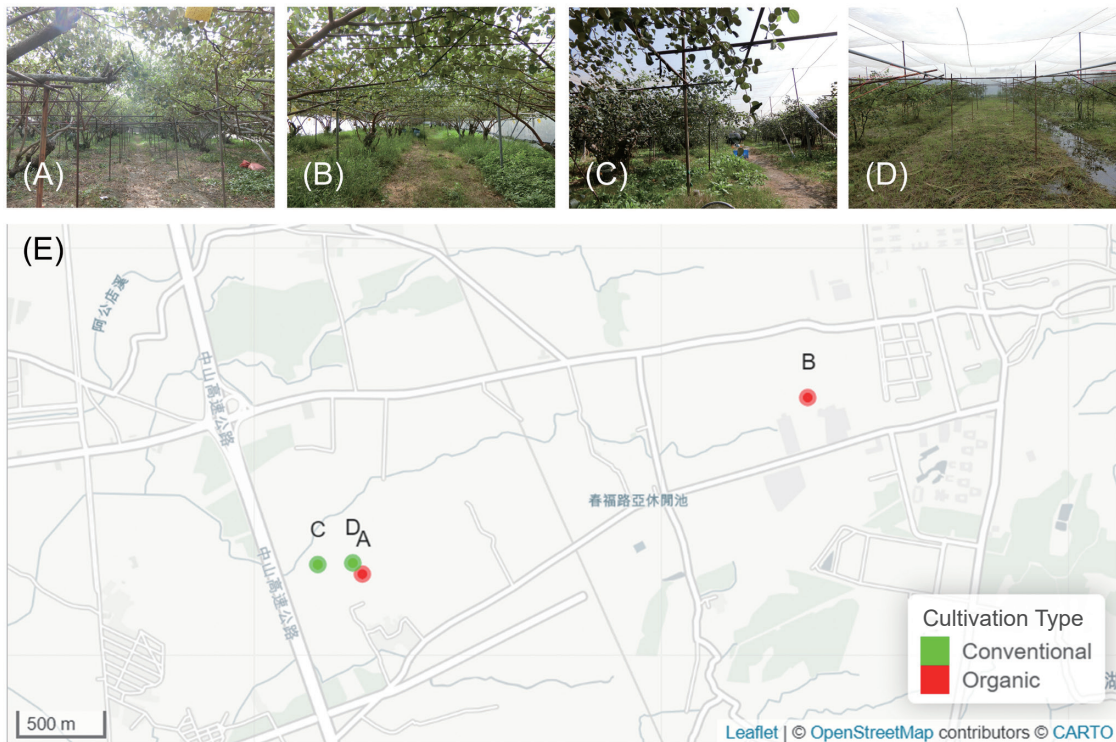 (A)
(B)
(C)
(D)
(E)
阿公店溪
中山高速公路
B
春福路亞休閒池
C
D
A
中山高速公路
Cultivation Type
Conventional
Organic
湖
500 m
Leaflet | © OpenStreetMap contributors © CARTO